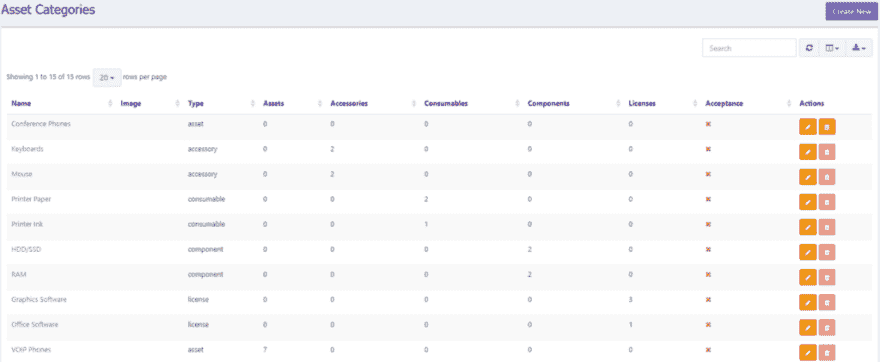 Asset Categories
Create New
Search
Showing 1 to 15 of 15 rows 20 rows per page
Name Image Type Assets Accessories Consumables Components Licenses Acceptance Actions
Conference Phones asset 0 0 0 0 0
Keyboards accessory 0 2 0 0 0
Mouse accessory 0 2 0 0 0
Printer Paper consumable 0 0 2 0 0
Printer Ink consumable 0 0 1 0 0
HDD/SSD component 0 0 0 2 0
RAM component 0 0 0 2 0
Graphics Software license 0 0 0 0 3
Office Software license 0 0 0 0 1
VOIP Phones asset ? 0 0 0 0